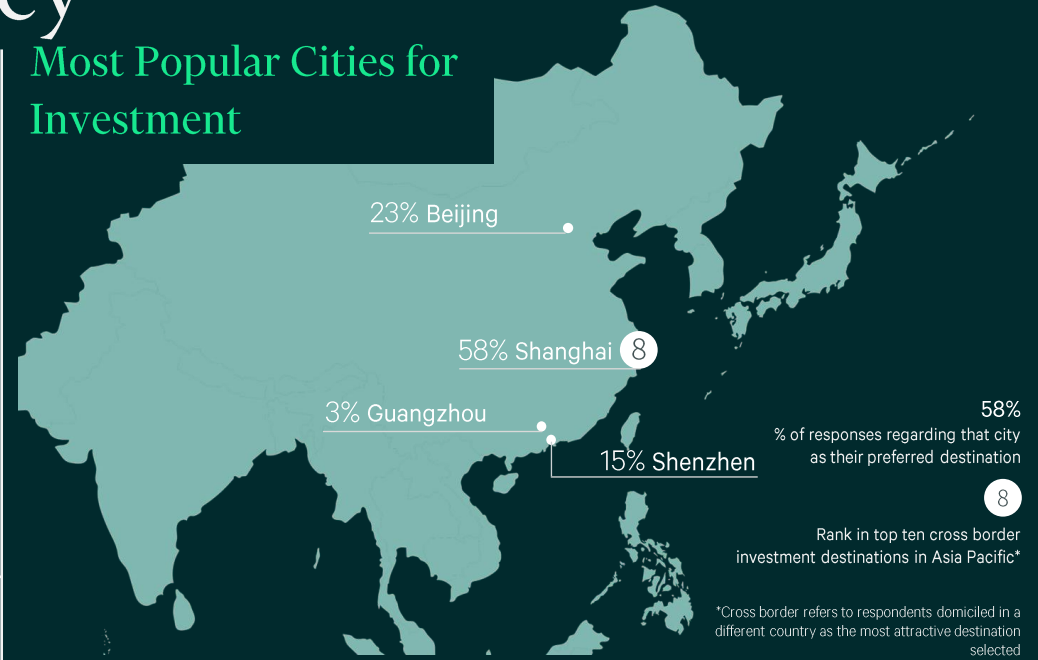 cy
Most Popular Cities for
Investment
23% Beijing
58% Shanghai 8
3% Guangzhou
15% Shenzhen
58%
% of responses regarding that city
as their preferred destination
8
Rank in top ten cross border
investment destinations in Asia Pacific*
*Cross border refers to respondents domiciled in a
different country as the most attractive destination
selected